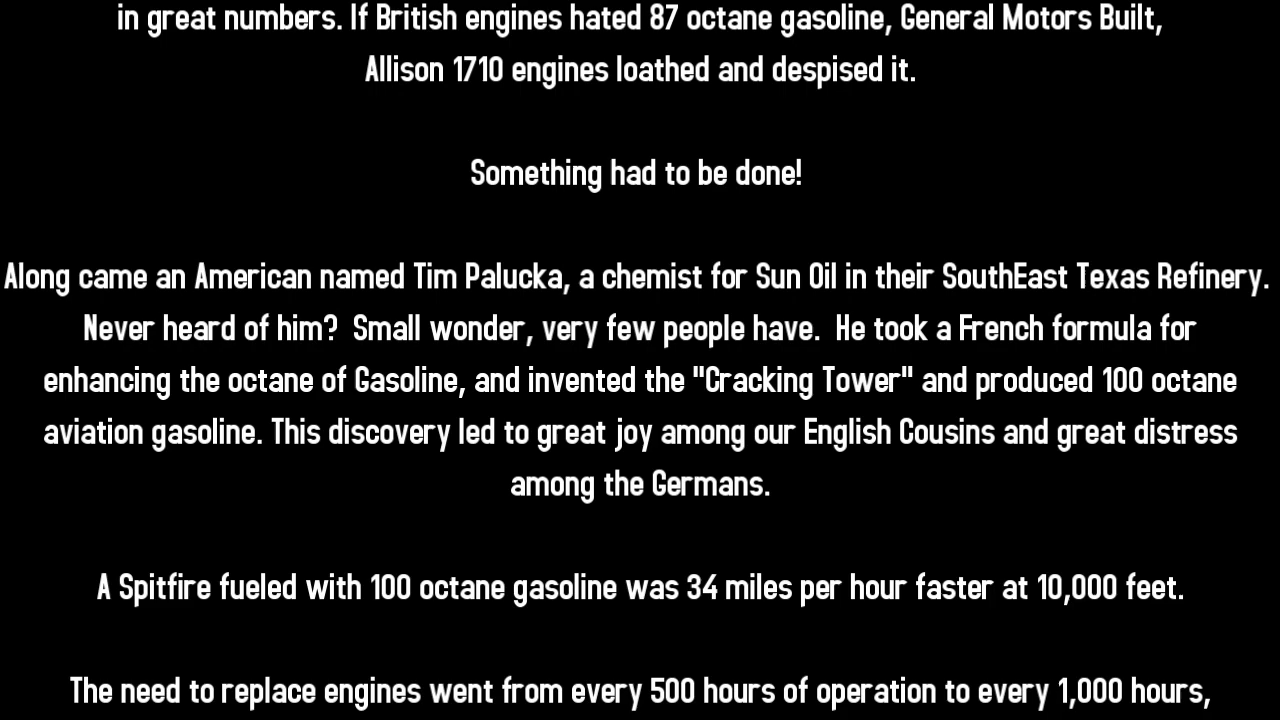 in great numbers. If British engines hated 87 octane gasoline, General Motors Built,
Allison 1710 engines loathed and despised it.
Something had to be done!
Along came an American named Tim Palucka, a chemist for Sun Oil in their SouthEast Texas Refinery.
Never heard of him?  Small wonder, very few people have.  He took a French formula for
enhancing the octane of Gasoline, and invented the "Cracking Tower" and produced 100 octane
aviation gasoline. This discovery led to great joy among our English Cousins and great distress
among the Germans.
A Spitfire fueled with 100 octane gasoline was 34 miles per hour faster at 10,000 feet.
The need to replace engines went from every 500 hours of operation to every 1,000 hours,